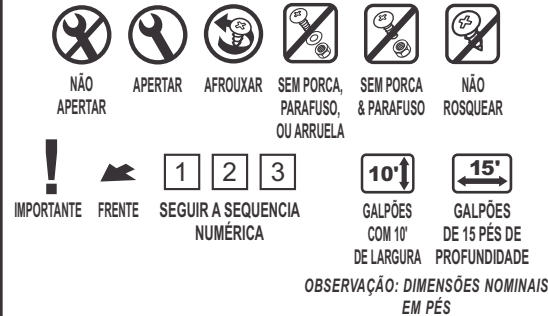 NÃO
APERTAR
APERTAR
AFROUXAR
SEM PORCA,
PARAFUSO,
OU ARRUELA
SEM PORCA
& PARAFUSO
NÃO
ROSQUEAR
!
IMPORTANTE
FRENTE
1 2 3
SEGUIR A SEQUENCIA
NUMÉRICA
10'
GALPÕES
COM 10'
DE LARGURA
15'
GALPÕES
DE 15 PÉS DE
PROFUNDIDADE
OBSERVAÇÃO: DIMENSÕES NOMINAIS
EM PÉS